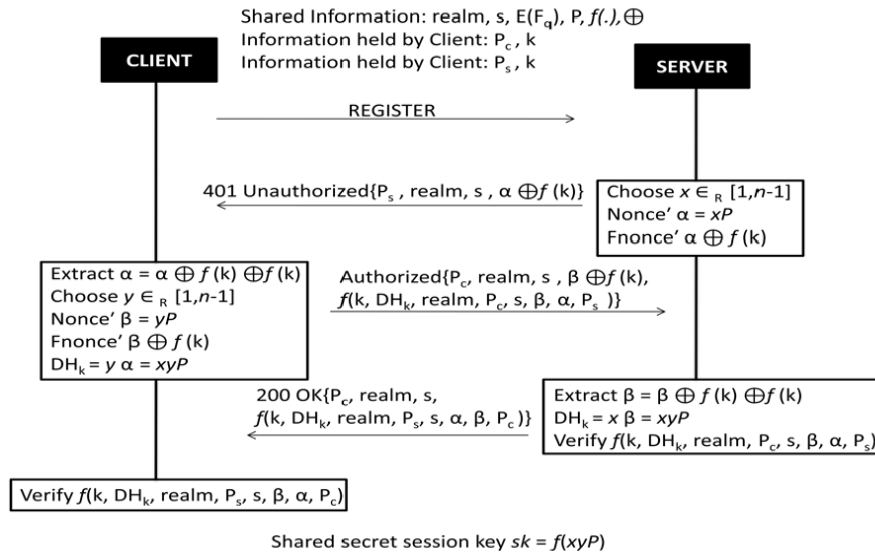 Shared Information: realm, s, E(F_q), P, f(.), ⊕
Information held by Client: P_c , k
Information held by Client: P_s , k
CLIENT
SERVER
REGISTER
401 Unauthorized{P_s , realm, s , α ⊕f (k)}
Choose x ∈ _R [1,n-1]
Nonce' α = xP
Fnonce' α ⊕ f (k)
Extract α = α ⊕ f (k) ⊕f (k)
Choose y ∈ _R [1,n-1]
Nonce' β = yP
Fnonce' β ⊕ f (k)
DH_k = y α = xyP
Authorized{P_c, realm, s , β ⊕f(k),
f(k, DH_k, realm, P_c, s, β, α, P_s )}
200 OK{P_c, realm, s,
f(k, DH_k, realm, P_s, s, α, β, P_c)}
Extract β = β ⊕ f (k) ⊕f (k)
DH_k = x β = xyP
Verify f(k, DH_k, realm, P_c, s, β, α, P_s)
Verify f(k, DH_k, realm, P_s, s, β, α, P_c)
Shared secret session key sk = f(xyP)